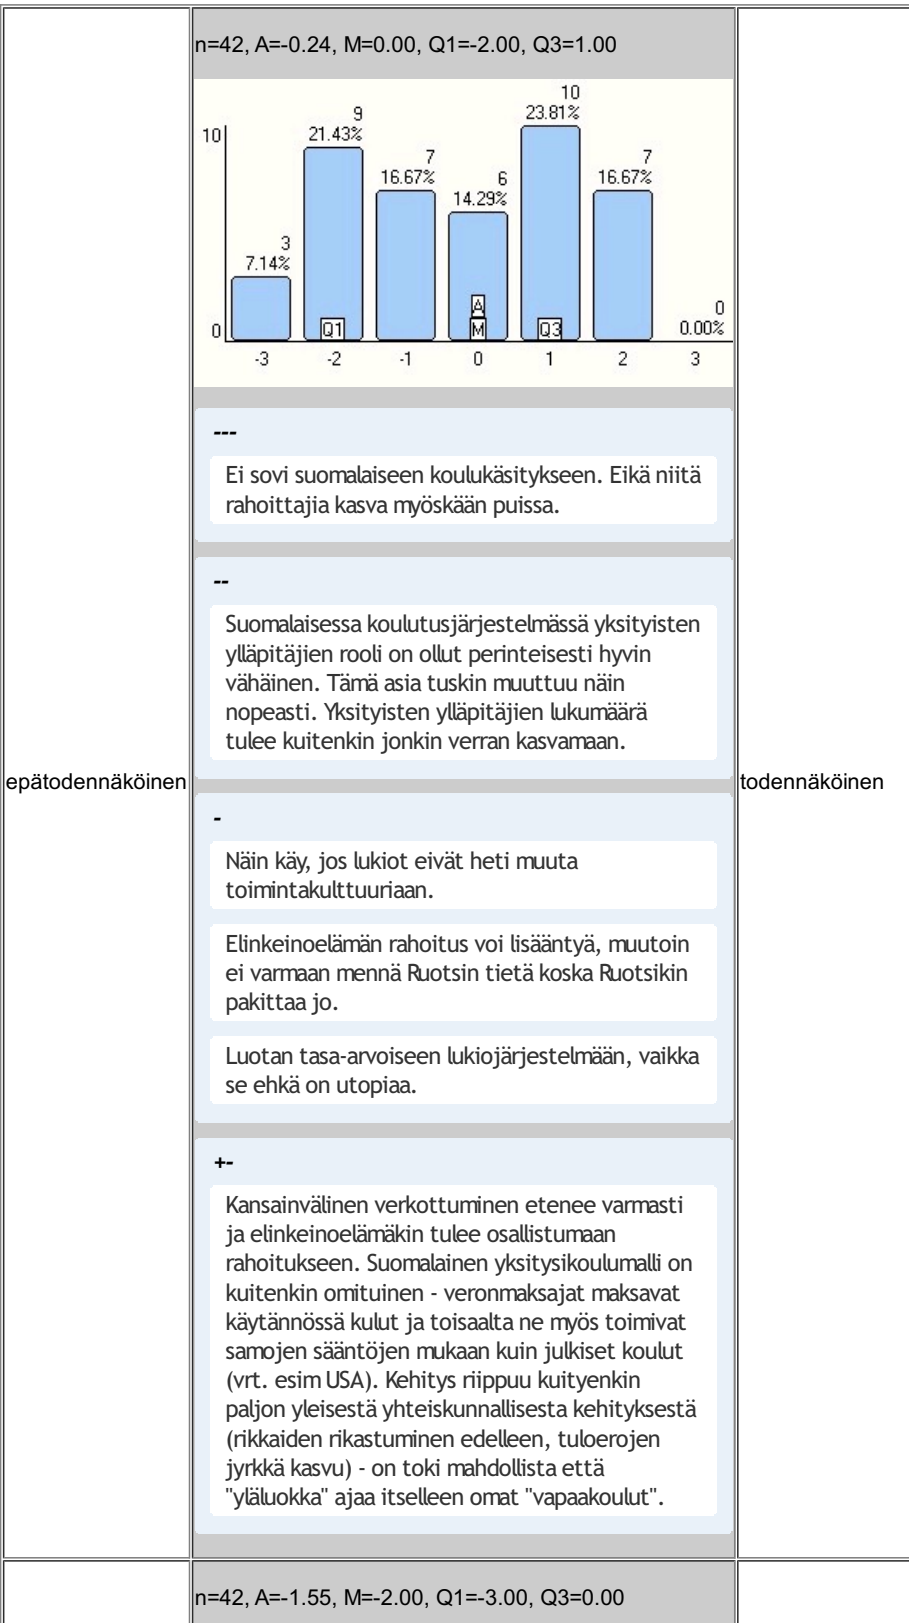 n=42, A=-0.24, M=0.00, Q1=-2.00, Q3=1.00
10
0
3
7.14%
9
21.43%
7
16.67%
6
14.29%
10
23.81%
7
16.67%
0
0.00%
Q1
A
M
Q3
-3 -2 -1 0 1 2 3
---
Ei sovi suomalaiseen koulukäsitykseen. Eikä niitä
rahoittajia kasva myöskään puissa.
--
Suomalaisessa koulutusjärjestelmässä yksityisten
ylläpitäjien rooli on ollut perinteisesti hyvin
vähäinen. Tämä asia tuskin muuttuu näin
nopeasti. Yksityisten ylläpitäjien lukumäärä
tulee kuitenkin jonkin verran kasvamaan.
epätodennäköinen
todennäköinen
-
Näin käy, jos lukiot eivät heti muuta
toimintakulttuuriaan.
Elinkeinoelämän rahoitus voi lisääntyä, muutoin
ei varmaan mennä Ruotsin tietä koska Ruotsikin
pakittaa jo.
Luotan tasa-arvoiseen lukiojärjestelmään, vaikka
se ehkä on utopiaa.
+-
Kansainvälinen verkottuminen etenee varmasti
ja elinkeinoelämäkin tulee osallistumaan
rahoitukseen. Suomalainen yksitysikoulumalli on
kuitenkin omituinen - veronmaksajat maksavat
käytännössä kulut ja toisaalta ne myös toimivat
samojen sääntöjen mukaan kuin julkiset koulut
(vrt. esim USA). Kehitys riippuu kuityenkin
paljon yleisestä yhteiskunnallisesta kehityksestä
(rikkaiden rikastuminen edelleen, tuloerojen
jyrkkä kasvu) - on toki mahdollista että
"yläluokka" ajaa itselleen omat "vapaakoulut".
n=42, A=-1.55, M=-2.00, Q1=-3.00, Q3=0.00